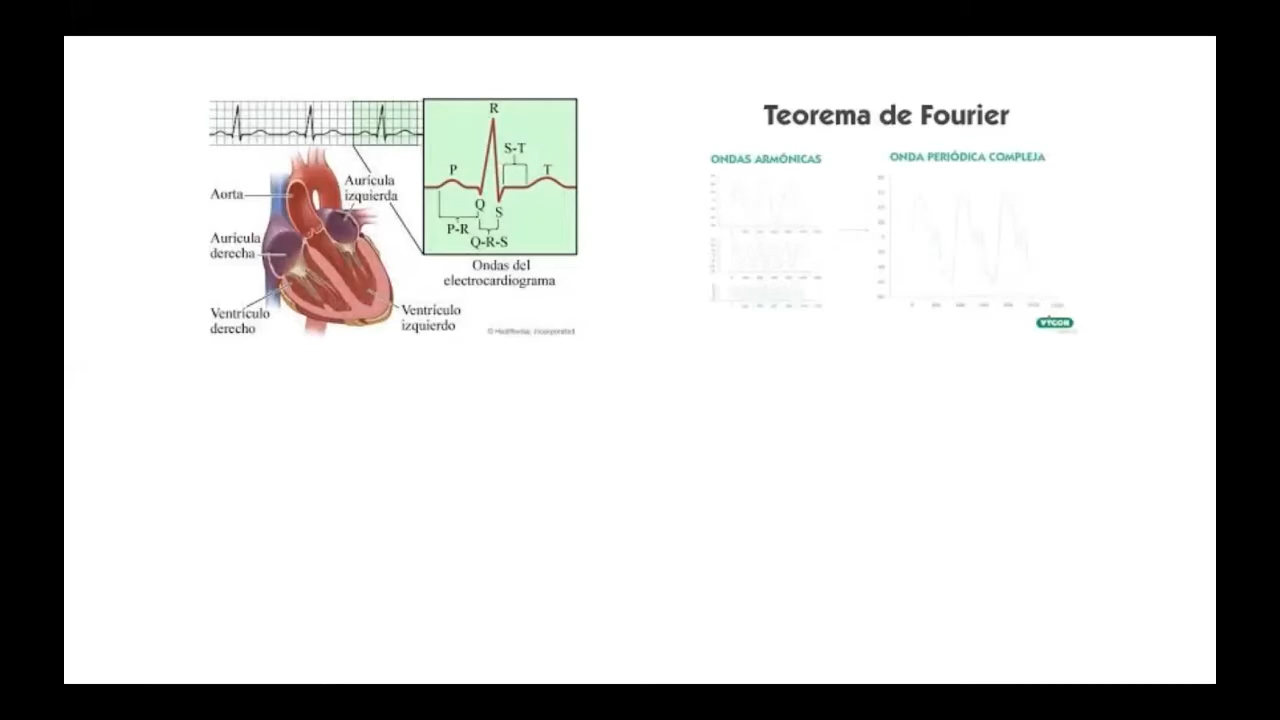 R
S-T
P
T
Q
S
P-R
Q-R-S
Ondas del
electrocardiograma
Aorta
Aurícula
izquierda
Aurícula
derecha
Ventrículo
derecho
Ventrículo
izquierdo
Teorema de Fourier
ONDAS ARMÓNICAS
ONDA PERIÓDICA COMPLEJA
VYGON